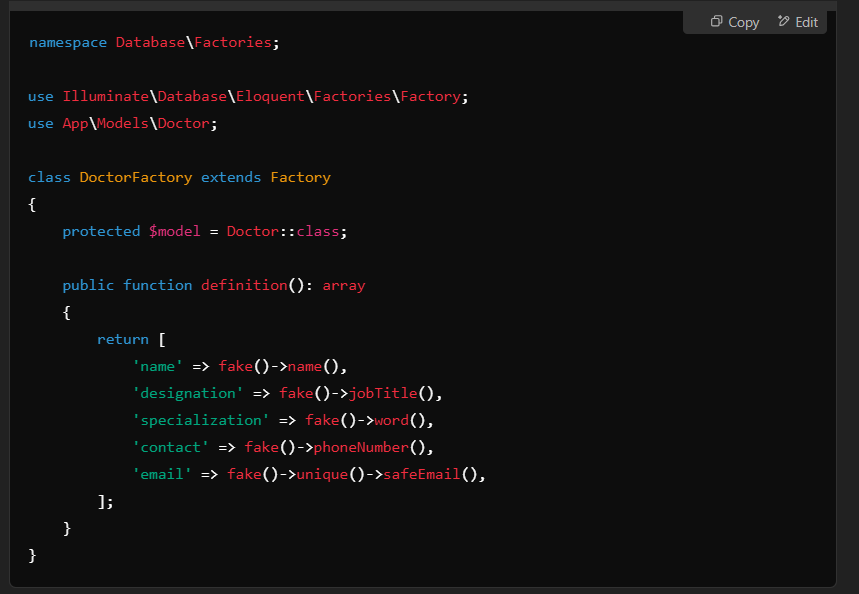 Copy Edit
namespace Database\Factories;
use Illuminate\Database\Eloquent\Factories\Factory;
use App\Models\Doctor;
class DoctorFactory extends Factory
{
    protected $model = Doctor::class;
    public function definition(): array
    {
        return [
            'name' => fake()->name(),
            'designation' => fake()->jobTitle(),
            'specialization' => fake()->word(),
            'contact' => fake()->phoneNumber(),
            'email' => fake()->unique()->safeEmail(),
        ];
    }
}